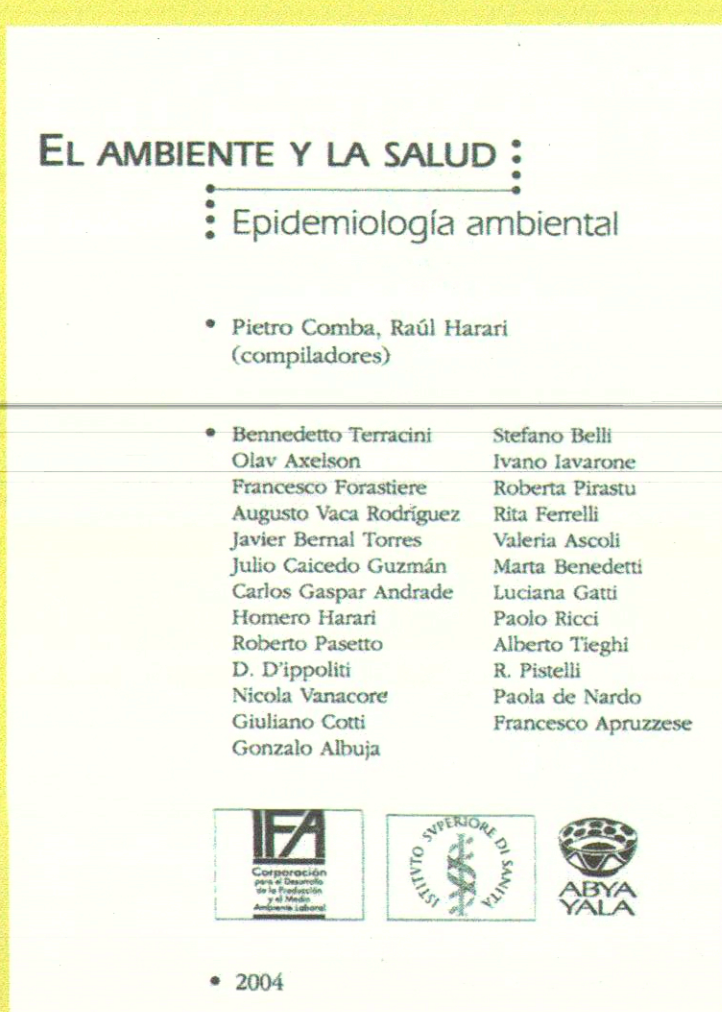 EL AMBIENTE Y LA SALUD
Epidemiología ambiental
• Pietro Comba, Raúl Harari
(compiladores)
• Bennedetto Terracini
Olav Axelson
Francesco Forastiere
Augusto Vaca Rodríguez
Javier Bernal Torres
Julio Caicedo Guzmán
Carlos Gaspar Andrade
Homero Harari
Roberto Pasetto
D. D'ippoliti
Nicola Vanacore
Giuliano Cotti
Gonzalo Albuja
Stefano Belli
Ivano Iavarone
Roberta Pirastu
Rita Ferrelli
Valeria Ascoli
Marta Benedetti
Luciana Gatti
Paolo Ricci
Alberto Tieghi
R. Pistelli
Paola de Nardo
Francesco Apruzzese
IFA
Corporación
para el Desarrollo
de la Producción
y el Medio
Ambiente Laboral
ISTITVTO SVPERIORE DI SANITA
ABYA
YALA
• 2004